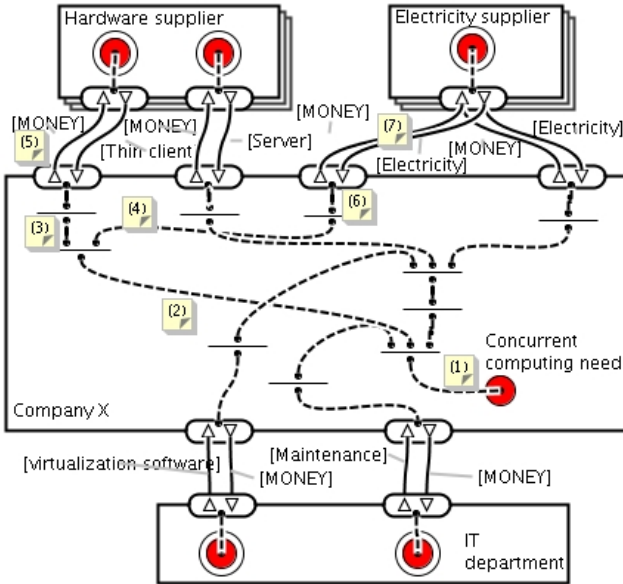 Hardware supplier
Electricity supplier
[MONEY]
[MONEY]
[MONEY]
(5)
(7)
[Thin client
[Server]
[Electricity]
[MONEY]
[Electricity]
(3)
(4)
(6)
(2)
(1)
Concurrent
computing need
Company X
[virtualization software]
[MONEY]
[Maintenance]
[MONEY]
IT
department